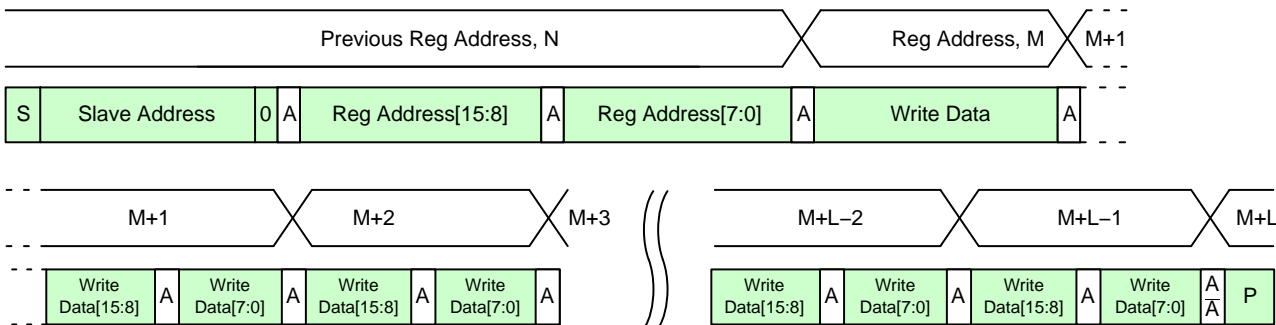 Previous Reg Address, N Reg Address, M M+1
S Slave Address 0 A Reg Address[15:8] A Reg Address[7:0] A Write Data A
M+1 M+2 M+3 M+L−2 M+L−1 M+L
Write Write Write Write Write Write Write Write A
Data[15:8] A Data[7:0] A Data[15:8] A Data[7:0] A Data[15:8] A Data[7:0] A Data[15:8] A Data[7:0] A̅ P